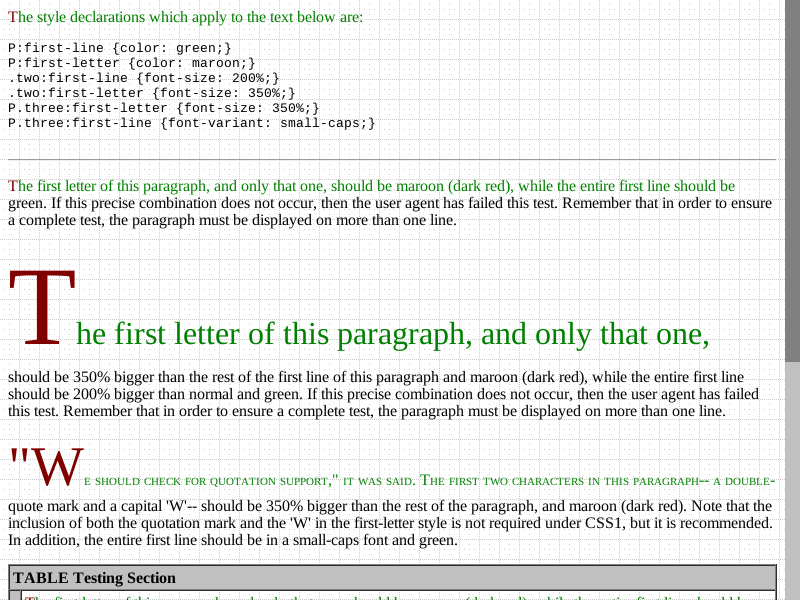 The style declarations which apply to the text below are:
P:first-line {color: green;}
P:first-letter {color: maroon;}
.two:first-line {font-size: 200%;}
.two:first-letter {font-size: 350%;}
P.three:first-letter {font-size: 350%;}
P.three:first-line {font-variant: small-caps;}
The first letter of this paragraph, and only that one, should be maroon (dark red), while the entire first line should be
green. If this precise combination does not occur, then the user agent has failed this test. Remember that in order to ensure
a complete test, the paragraph must be displayed on more than one line.
The first letter of this paragraph, and only that one,
should be 350% bigger than the rest of the first line of this paragraph and maroon (dark red), while the entire first line
should be 200% bigger than normal and green. If this precise combination does not occur, then the user agent has failed
this test. Remember that in order to ensure a complete test, the paragraph must be displayed on more than one line.
"We should check for quotation support," it was said. The first two characters in this paragraph-- a double-
quote mark and a capital 'W'-- should be 350% bigger than the rest of the paragraph, and maroon (dark red). Note that the
inclusion of both the quotation mark and the 'W' in the first-letter style is not required under CSS1, but it is recommended.
In addition, the entire first line should be in a small-caps font and green.
TABLE Testing Section